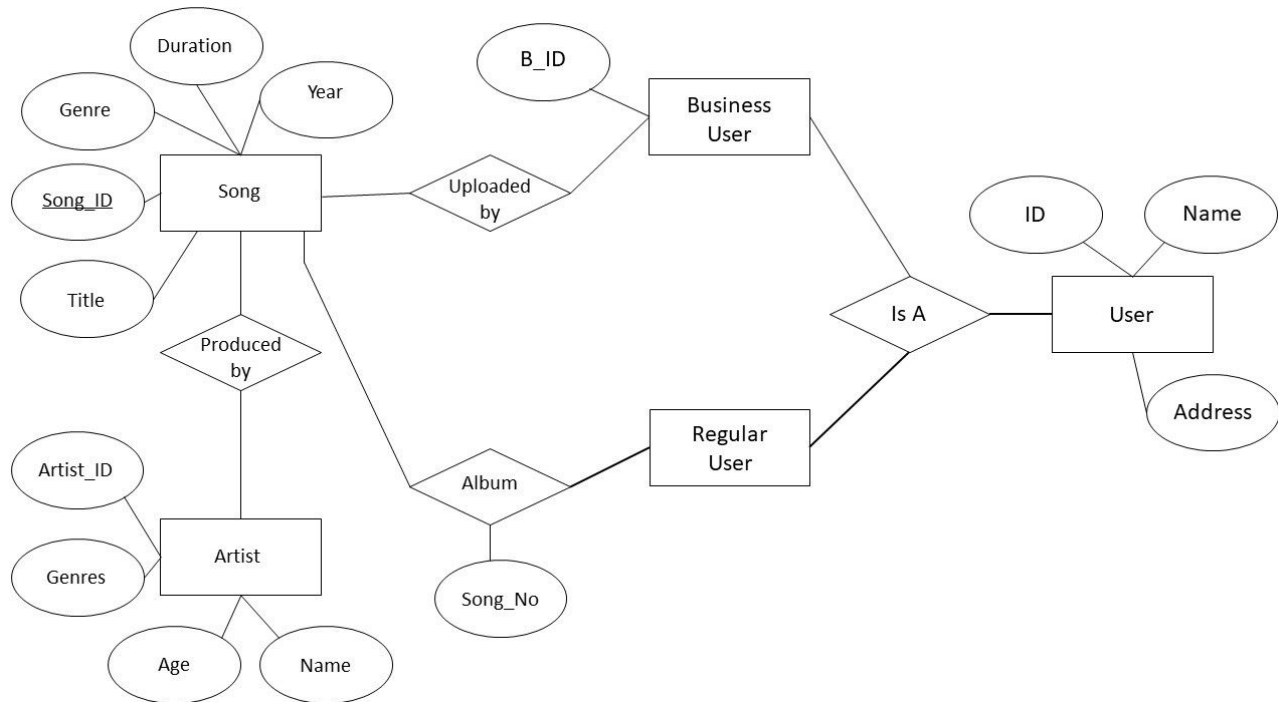 Duration
B_ID
Year
Business
User
Genre
Uploaded
by
Song
Song_ID
ID
Name
Title
Is A
User
Produced
by
Address
Regular
User
Artist_ID
Album
Artist
Genres
Song_No
Age
Name